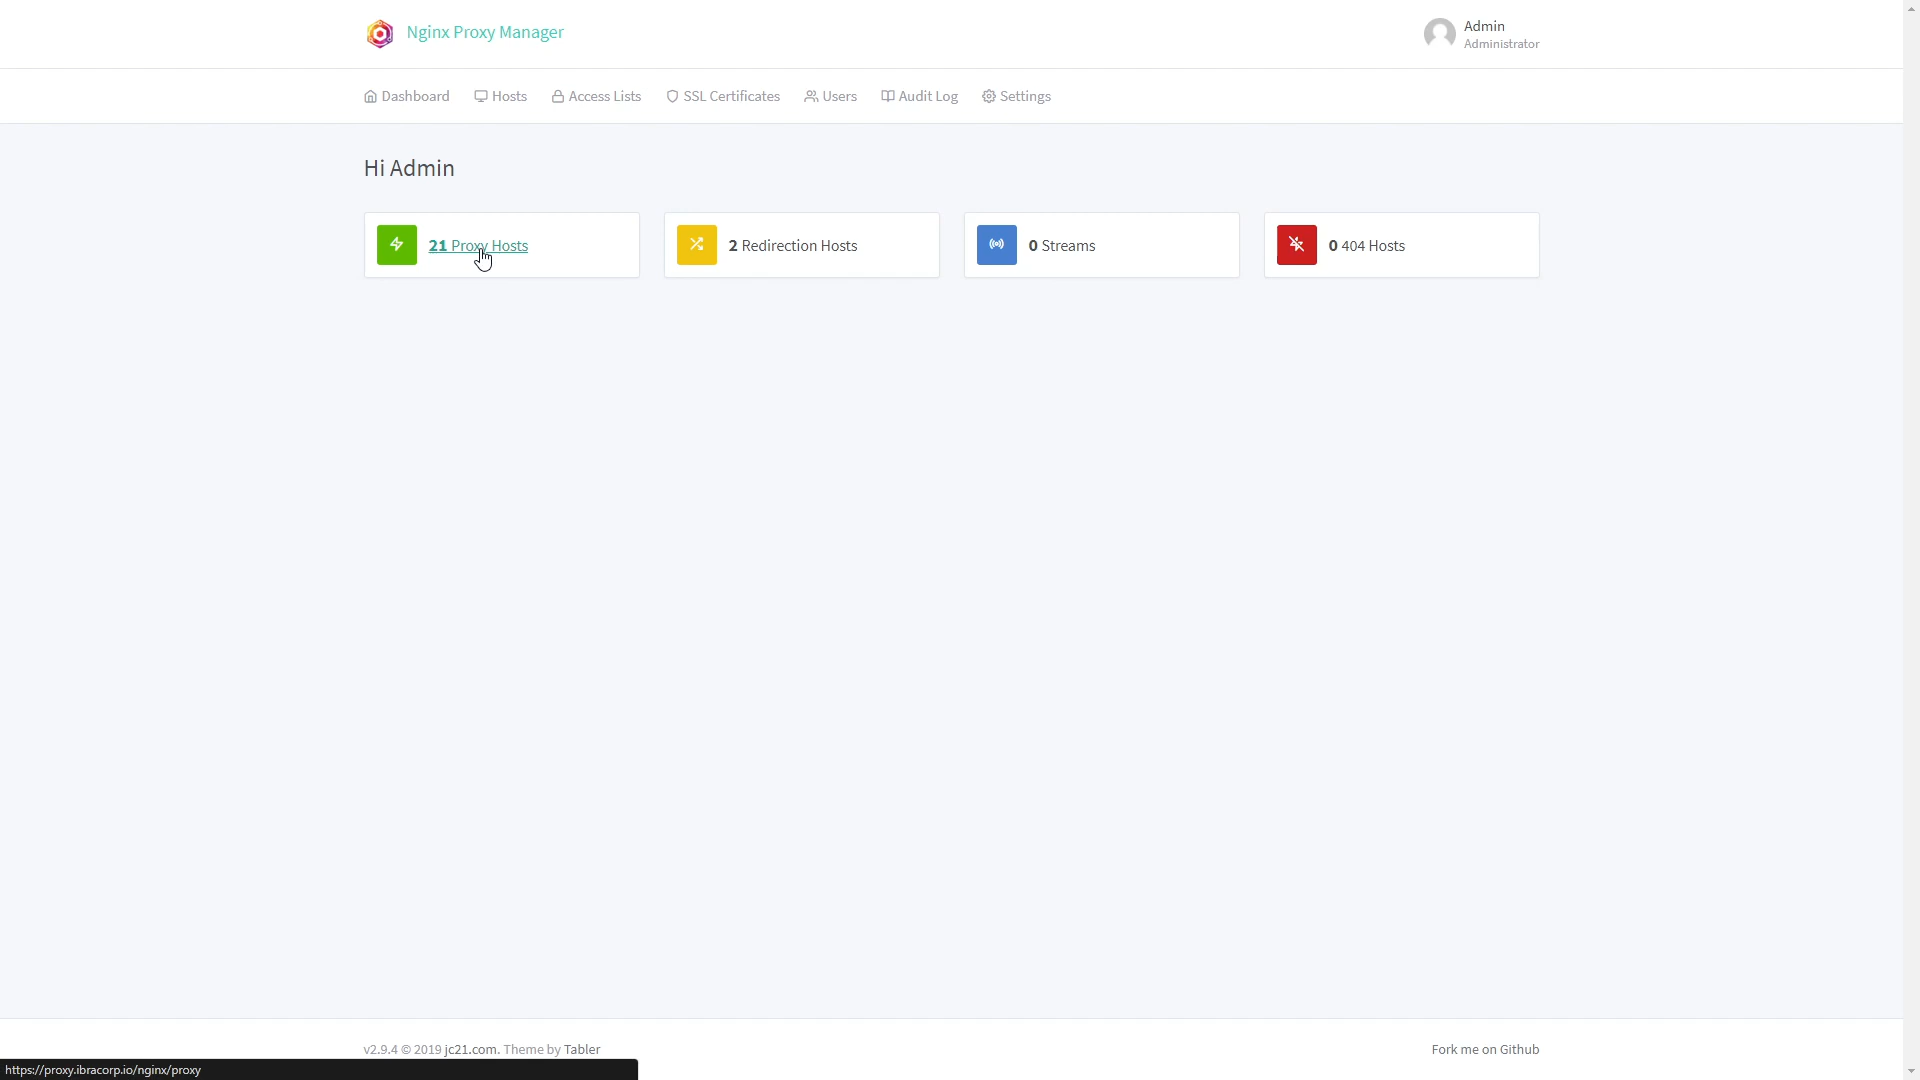 Nginx Proxy Manager
Admin
Administrator
Dashboard Hosts Access Lists SSL Certificates Users Audit Log Settings
Hi Admin
21 Proxy Hosts
2 Redirection Hosts
0 Streams
0 404 Hosts
v2.9.4 © 2019 jc21.com. Theme by Tabler
Fork me on Github
https://proxy.ibracorp.io/nginx/proxy